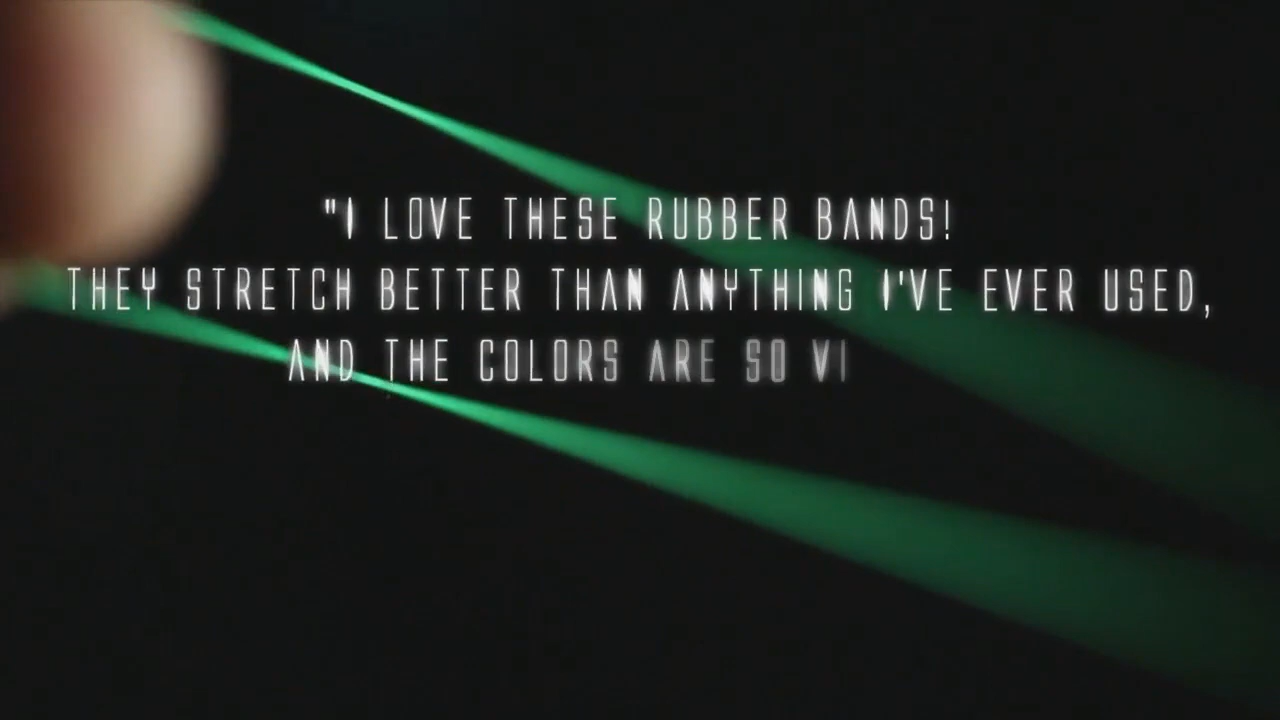 "I LOVE THESE RUBBER BANDS!
THEY STRETCH BETTER THAN ANYTHING I'VE EVER USED,
AND THE COLORS ARE SO VI